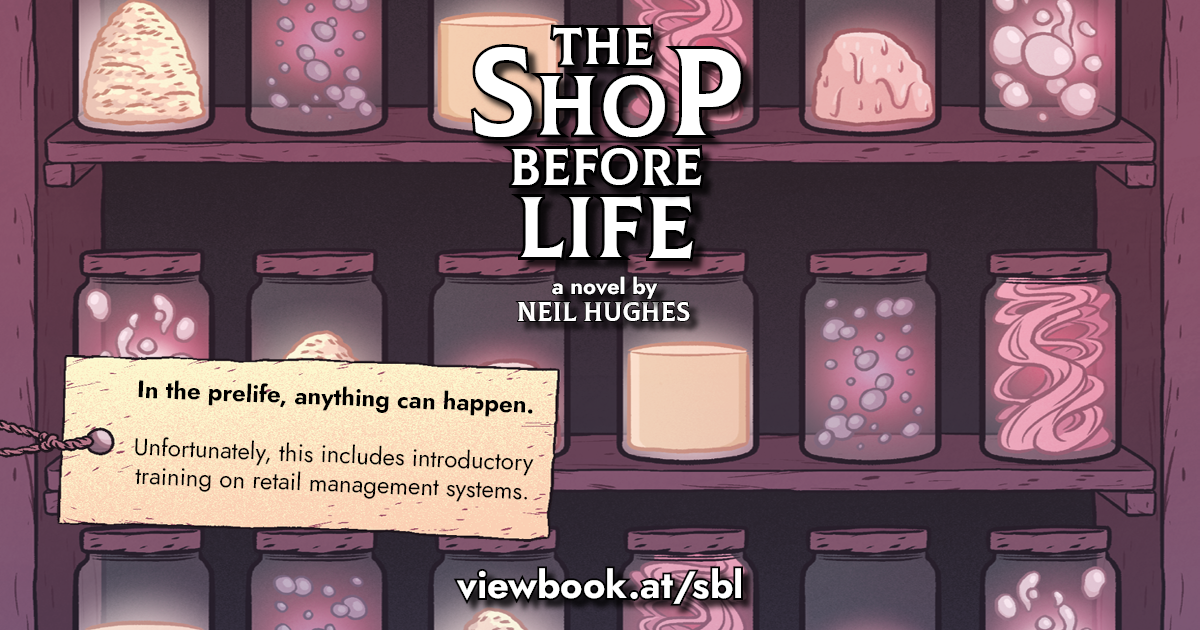 THE
SHOP
BEFORE
LIFE
a novel by
NEIL HUGHES
In the prelife, anything can happen.
Unfortunately, this includes introductory
training on retail management systems.
viewbook.at/sbl